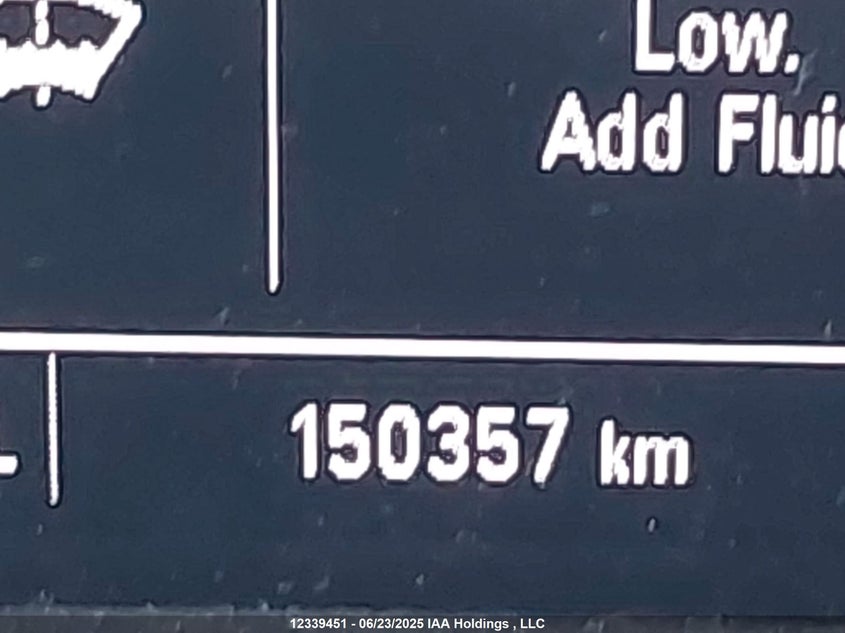 Low.
Add Flui
150357 km
12339451 - 06/23/2025 IAA Holdings , LLC